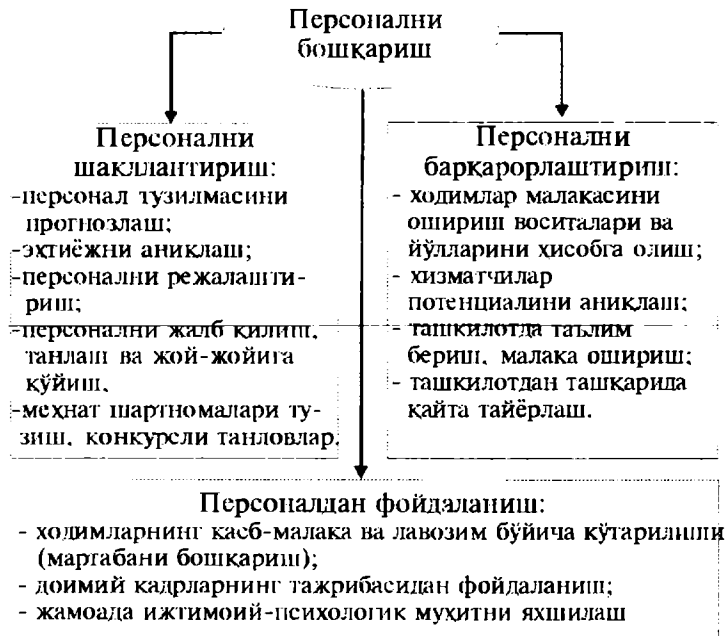 Персонални
бошқариш
Персонални
шакллантириш:
-персонал тузилмасини
прогнозлаш;
-эҳтиёжни аниқлаш;
-персонални режалашти-
риш;
-персонални жалб қилиш,
танлаш ва жой-жойига
қўйиш,
-меҳнат шартномалари ту-
зиш, конкурсли танловлар.
Персонални
барқарорлаштириш:
- ходимлар малакасини
ошириш воситалари ва
йўлларини ҳисобга олиш;
- хизматчилар
потенциалини аниқлаш;
- ташкилотда таълим
бериш, малака ошириш;
- ташкилотдан ташқарида
қайта тайёрлаш.
Персоналдан фойдаланиш:
- ходимларнинг касб-малака ва лавозим бўйича кўтарилиши
(мартабани бошқариш);
- доимий кадрларнинг тажрибасидан фойдаланиш;
- жамоада ижтимоий-психологик муҳитни яхшилаш